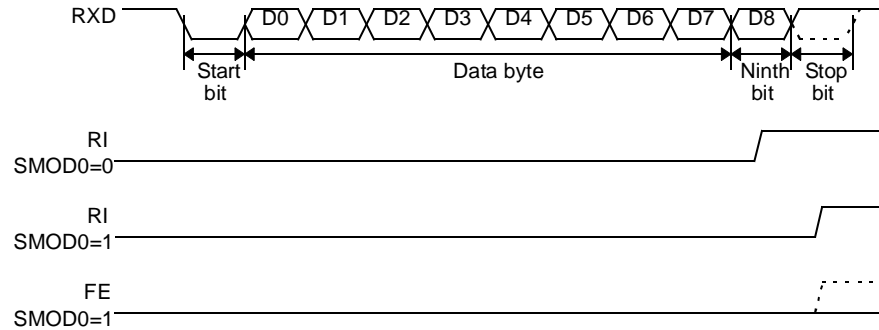 RXD D0 D1 D2 D3 D4 D5 D6 D7 D8
Start bit
Data byte
Ninth bit
Stop bit
RI
SMOD0=0
RI
SMOD0=1
FE
SMOD0=1